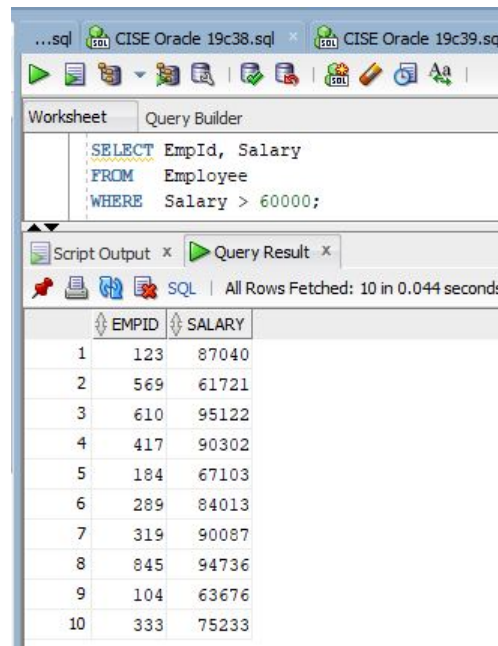 ...sql CISE Oracle 19c38.sql CISE Oracle 19c39.sq
SQL Aa
Worksheet Query Builder
SELECT EmpId, Salary
FROM Employee
WHERE Salary > 60000;
Script Output x Query Result x
SQL | All Rows Fetched: 10 in 0.044 seconds
EMPID SALARY
1 123 87040
2 569 61721
3 610 95122
4 417 90302
5 184 67103
6 289 84013
7 319 90087
8 845 94736
9 104 63676
10 333 75233